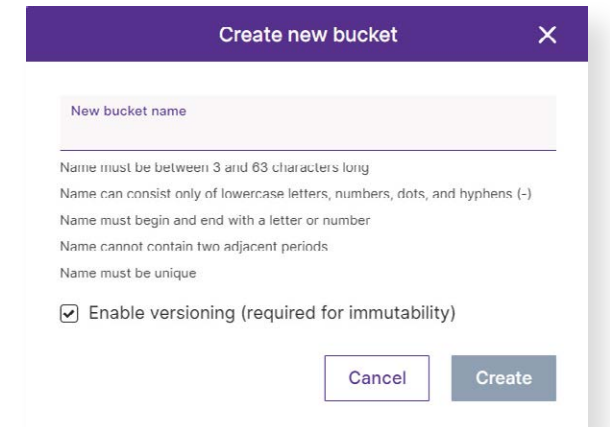 Create new bucket
New bucket name
Name must be between 3 and 63 characters long
Name can consist only of lowercase letters, numbers, dots, and hyphens (-)
Name must begin and end with a letter or number
Name cannot contain two adjacent periods
Name must be unique
Enable versioning (required for immutability)
Cancel Create